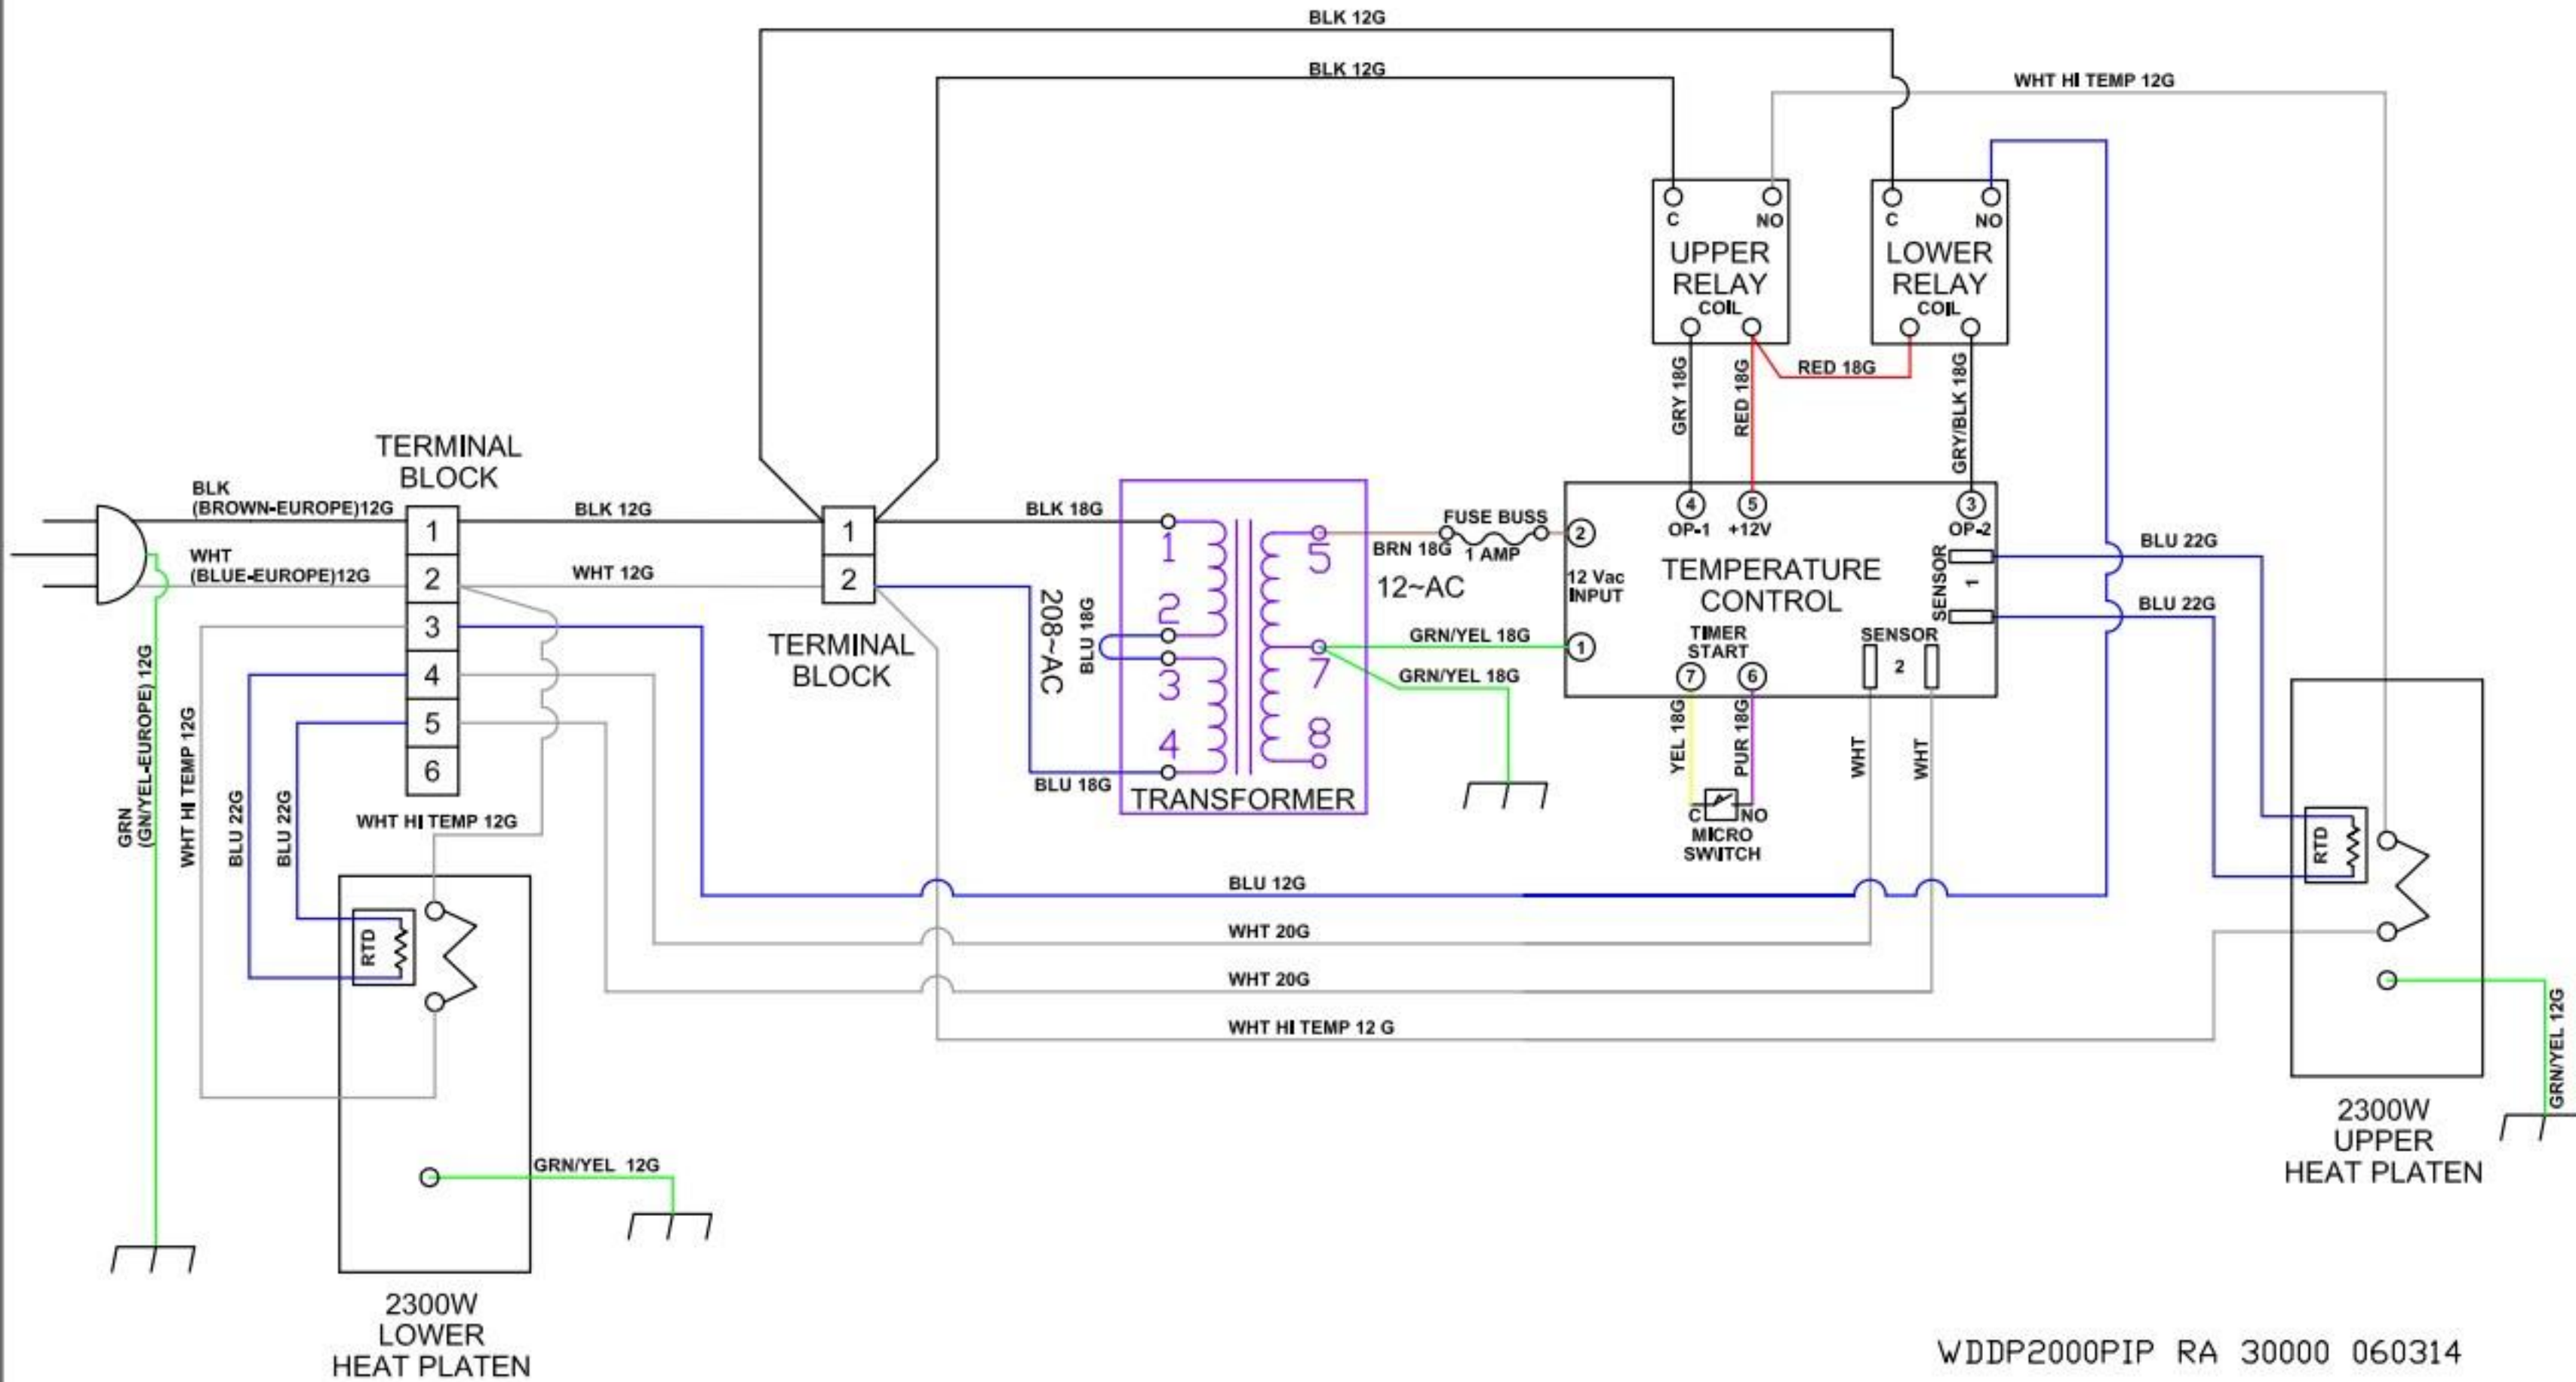 BLK 12G
BLK 12G
WHT HI TEMP 12G
C
NO
UPPER
RELAY
COIL
C
NO
LOWER
RELAY
COIL
GRY 18G
RED 18G
RED 18G
GRY/BLK 18G
TERMINAL
BLOCK
BLK
(BROWN-EUROPE)12G
WHT
(BLUE-EUROPE)12G
GRN
(GN/YEL-EUROPE) 12G
1
2
3
4
5
6
BLK 12G
WHT 12G
1
2
TERMINAL
BLOCK
BLK 18G
208~AC
BLU 18G
BLU 18G
1
2
3
4
5
7
8
TRANSFORMER
BRN 18G
FUSE BUSS
1 AMP
12~AC
GRN/YEL 18G
GRN/YEL 18G
2
12 Vac
INPUT
1
4
OP-1
5
+12V
3
OP-2
TEMPERATURE
CONTROL
TIMER
START
7
6
SENSOR
2
SENSOR
1
BLU 22G
BLU 22G
YEL 18G
PUR 18G
C
NO
MICRO
SWITCH
WHT
WHT
WHT HI TEMP 12G
BLU 22G
BLU 22G
WHT HI TEMP 12G
BLU 12G
WHT 20G
WHT 20G
WHT HI TEMP 12 G
RTD
GRN/YEL 12G
2300W
LOWER
HEAT PLATEN
RTD
GRN/YEL 12G
2300W
UPPER
HEAT PLATEN
WDDP2000PIP RA 30000 060314